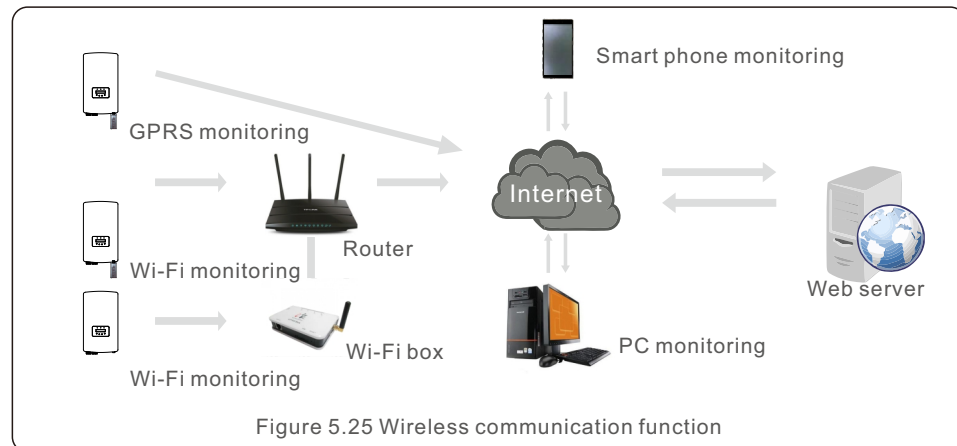 Smart phone monitoring
GPRS monitoring
Internet
Router
Wi-Fi monitoring
Web server
Wi-Fi box
PC monitoring
Wi-Fi monitoring
Figure 5.25 Wireless communication function